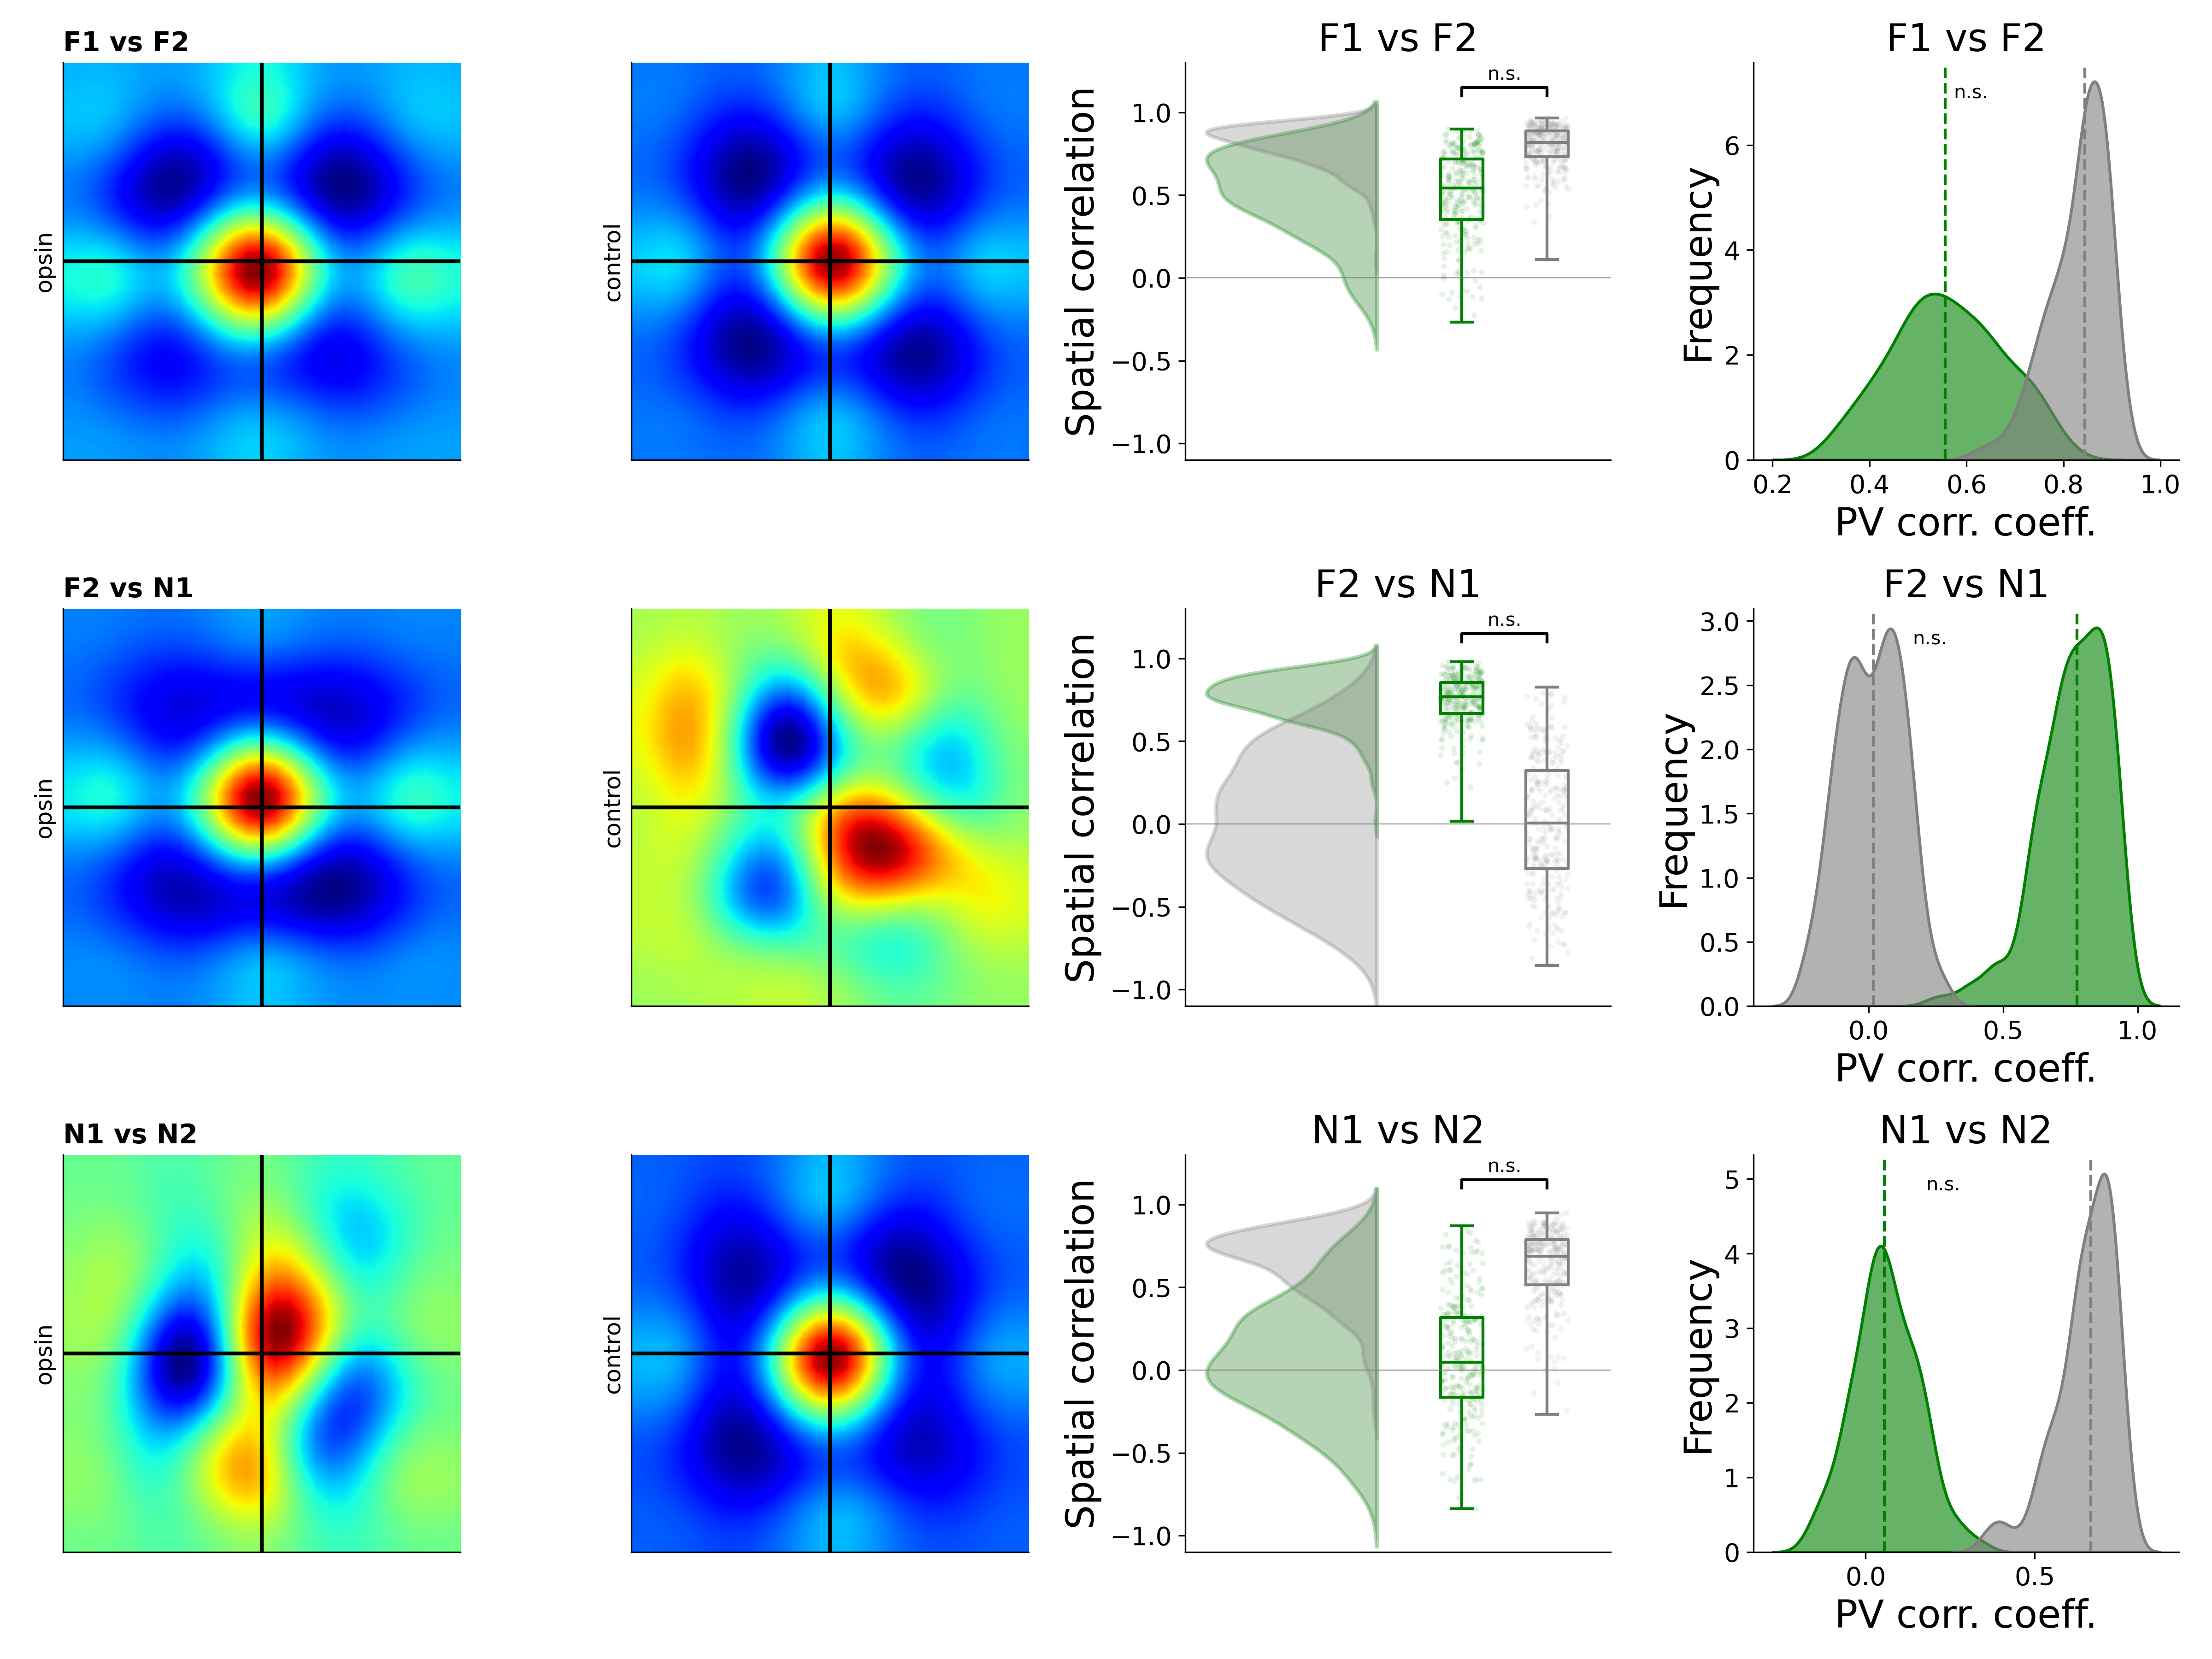 F1 vs F2
opsin
control
F1 vs F2
n.s.
Spatial correlation
1.0
0.5
0.0
−0.5
−1.0
F1 vs F2
n.s.
Frequency
6
4
2
0
0.2 0.4 0.6 0.8 1.0
PV corr. coeff.
F2 vs N1
opsin
control
F2 vs N1
n.s.
Spatial correlation
1.0
0.5
0.0
−0.5
−1.0
F2 vs N1
n.s.
Frequency
3.0
2.5
2.0
1.5
1.0
0.5
0.0
0.0 0.5 1.0
PV corr. coeff.
N1 vs N2
opsin
control
N1 vs N2
n.s.
Spatial correlation
1.0
0.5
0.0
−0.5
−1.0
N1 vs N2
n.s.
Frequency
5
4
3
2
1
0
0.0 0.5
PV corr. coeff.